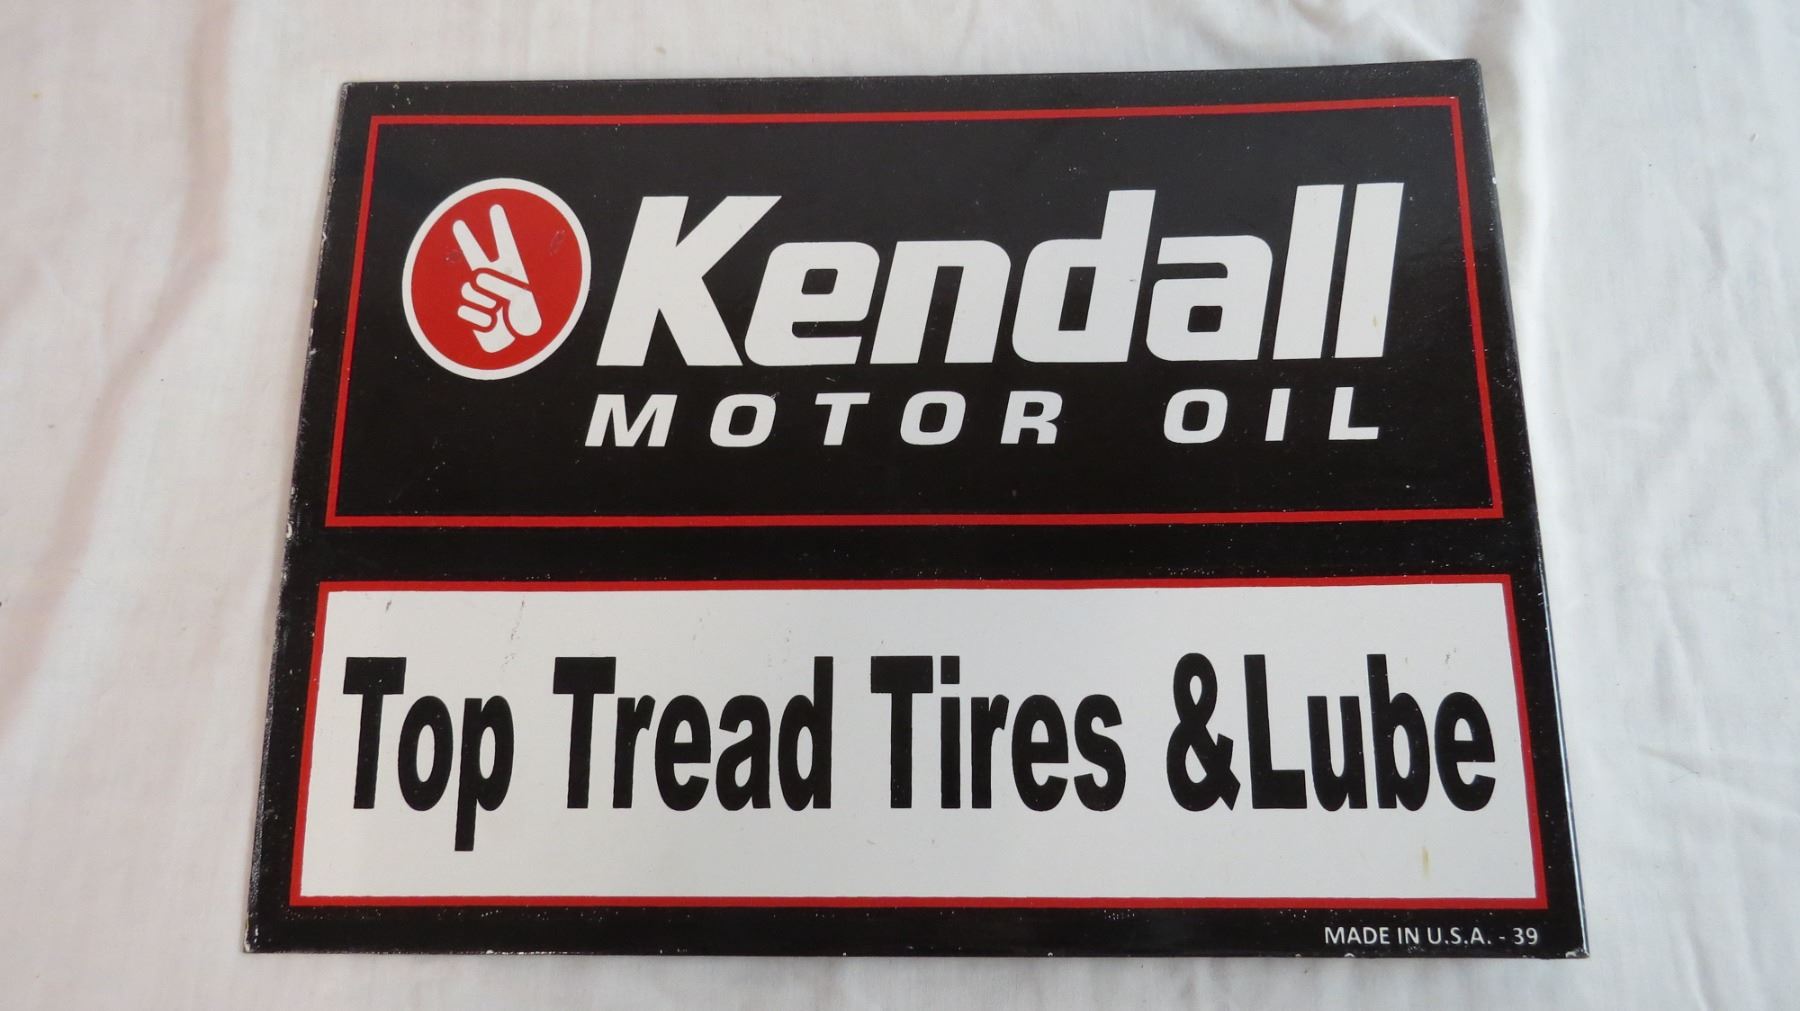 Kendall
MOTOR OIL
Top Tread Tires &Lube
MADE IN U.S.A. - 39